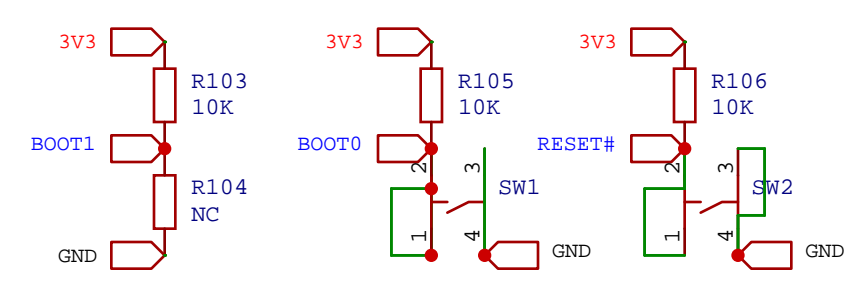 3V3
R103
10K
BOOT1
R104
NC
GND
3V3
R105
10K
BOOT0
2
3
SW1
1
4
GND
3V3
R106
10K
RESET#
2
3
SW2
1
4
GND